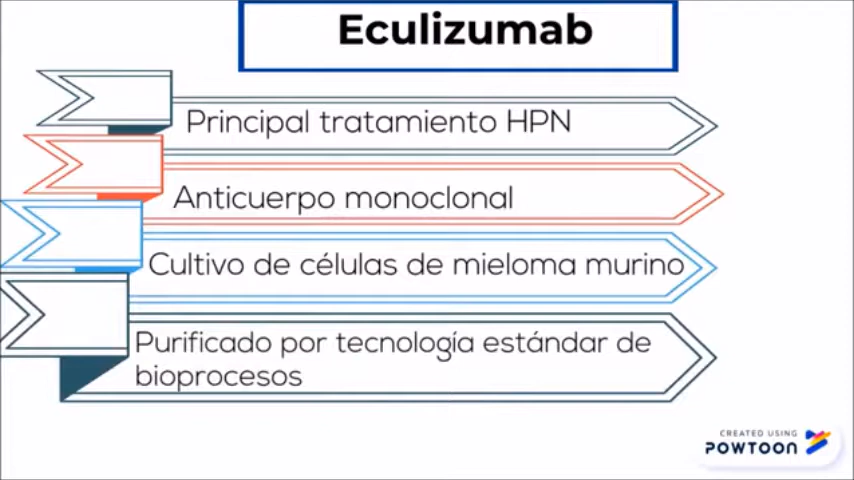 Eculizumab
Principal tratamiento HPN
Anticuerpo monoclonal
Cultivo de células de mieloma murino
Purificado por tecnología estándar de
bioprocesos
CREATED USING
POWTOON